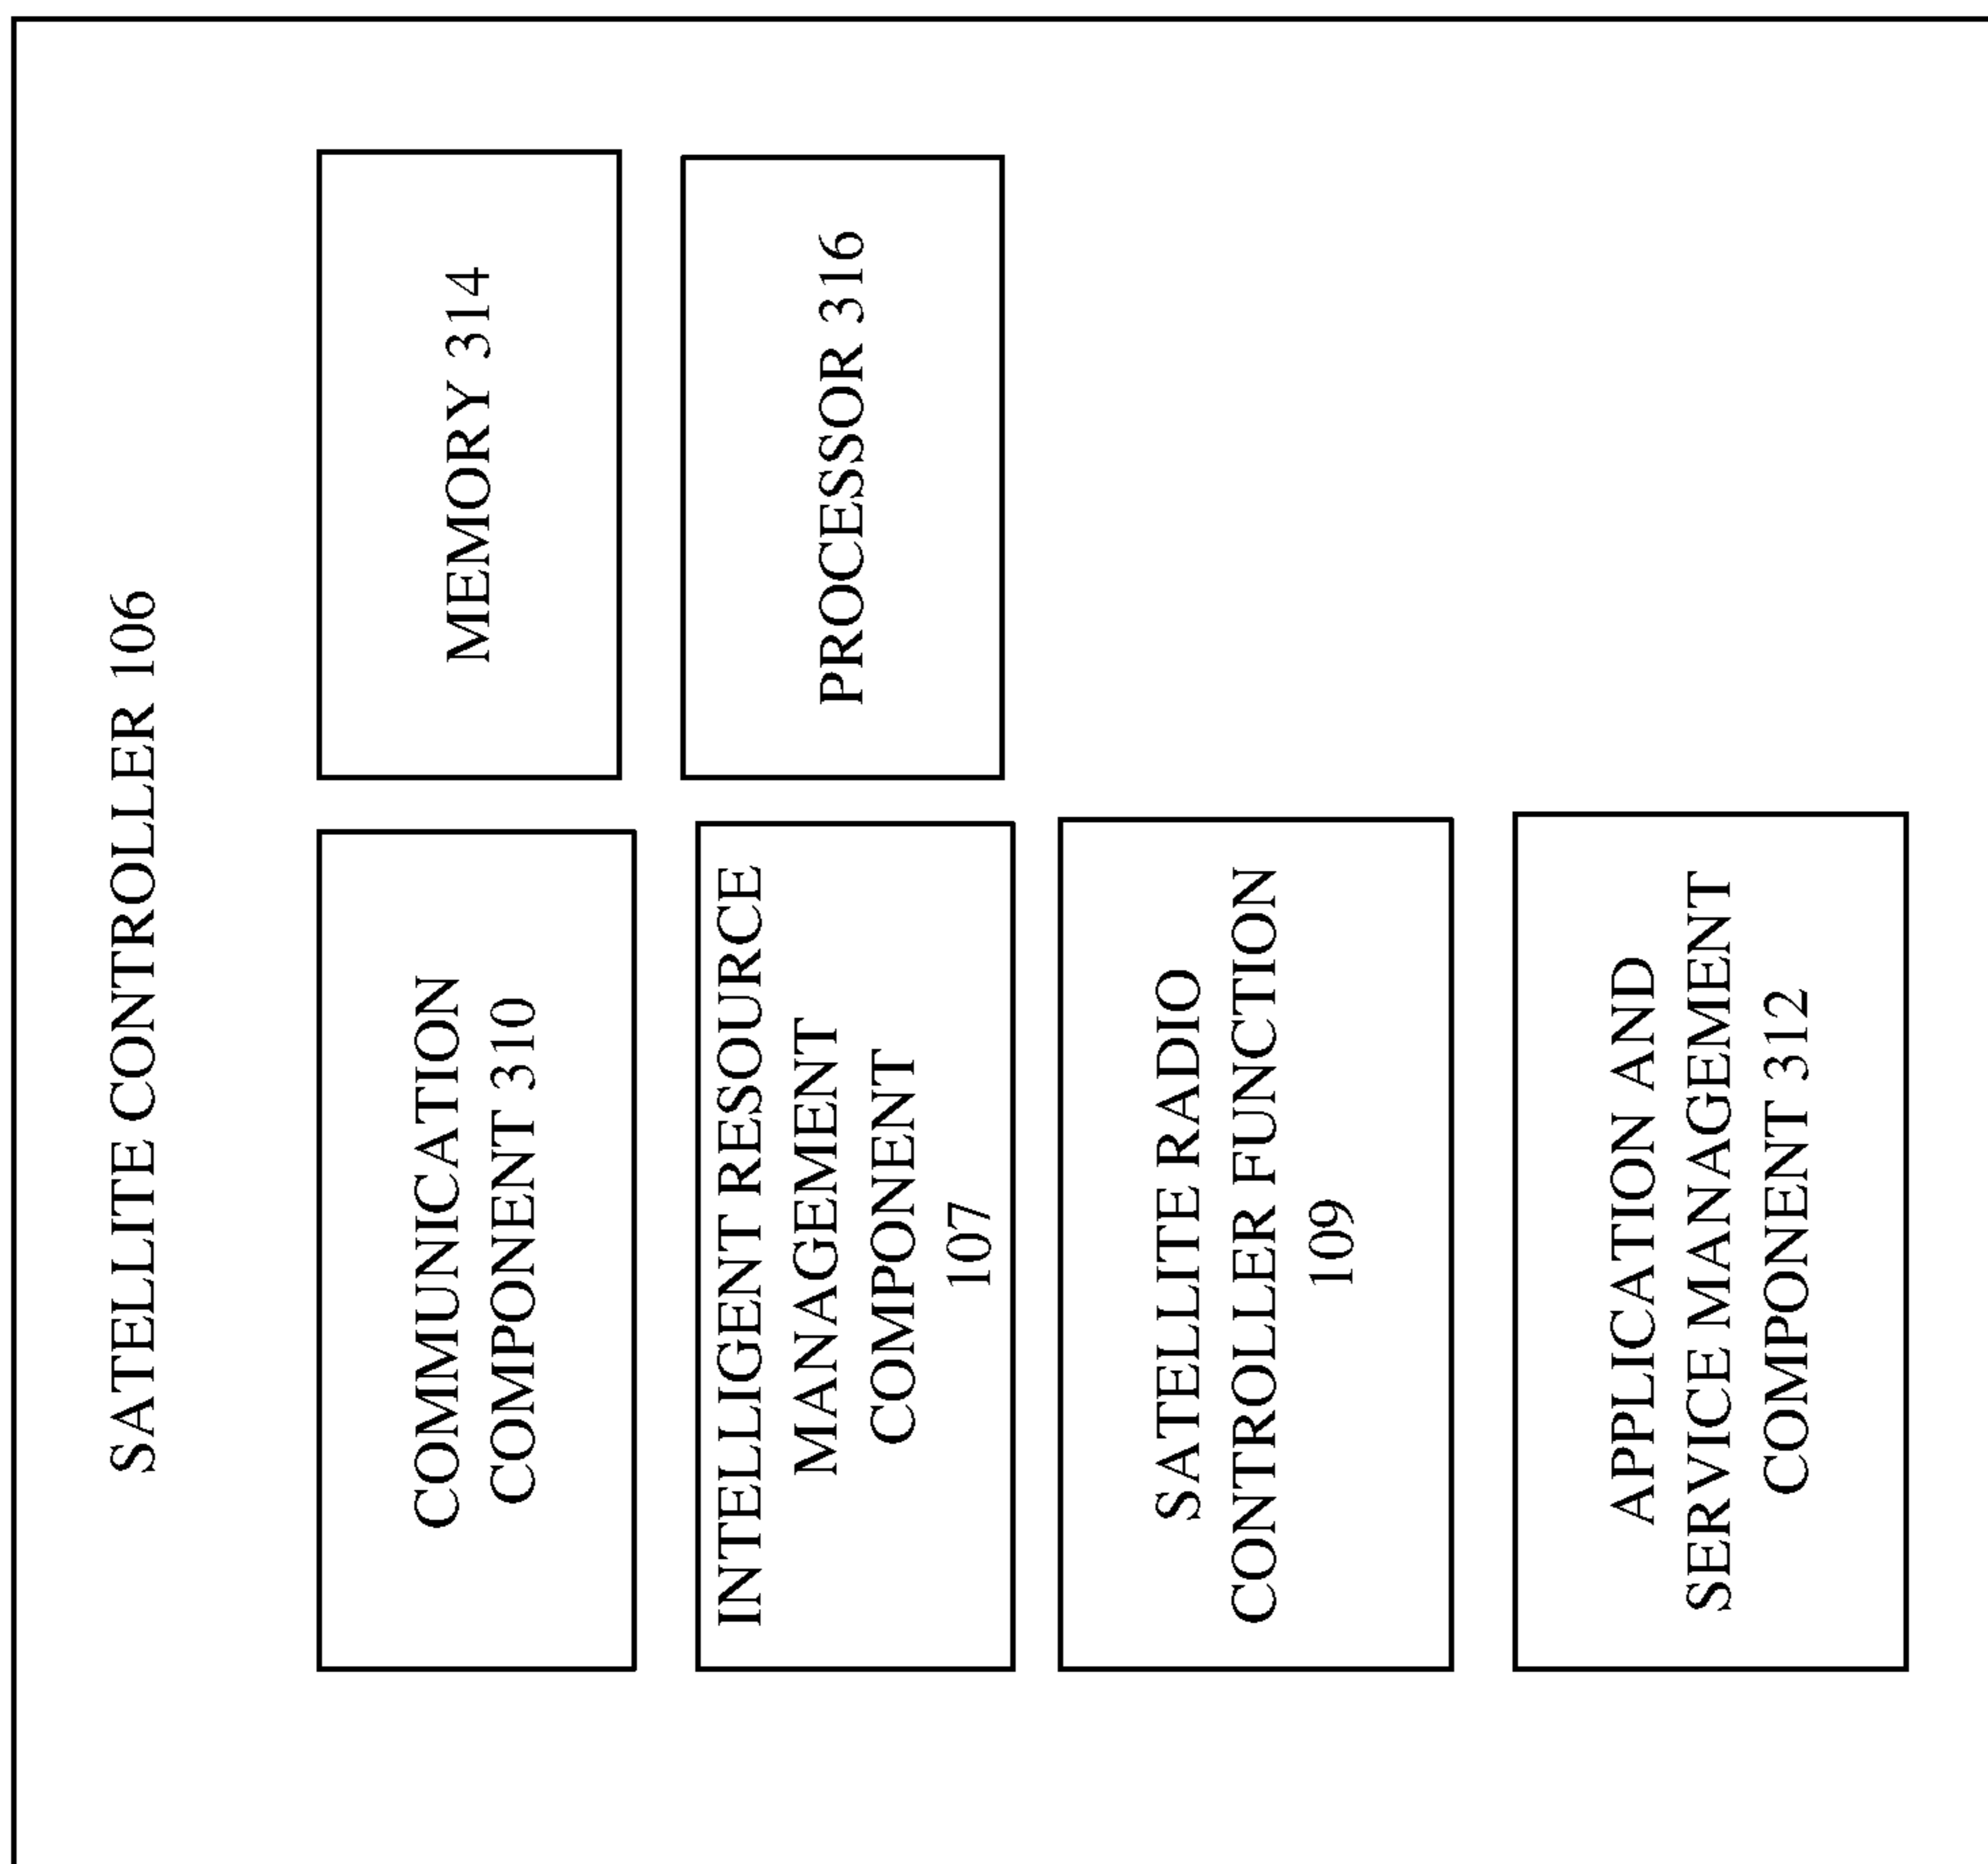 SATELLITE CONTROLLER 106
COMMUNICATION
COMPONENT 310
MEMORY 314
INTELLIGENT RESOURCE
MANAGEMENT
COMPONENT
107
PROCESSOR 316
SATELLITE RADIO
CONTROLLER FUNCTION
109
APPLICATION AND
SERVICE MANAGEMENT
COMPONENT 312